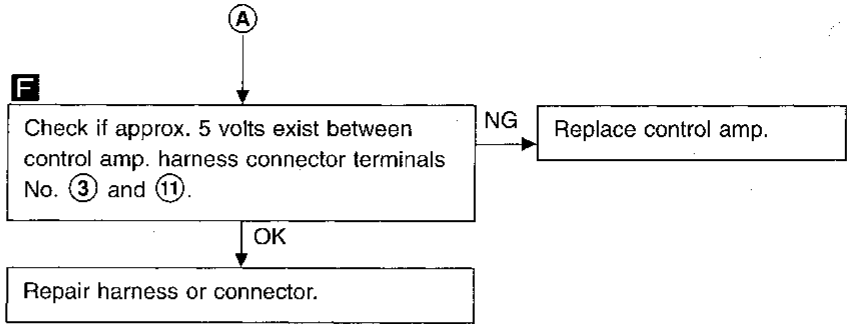 A
F
Check if approx. 5 volts exist between
control amp. harness connector terminals
No. ③ and ⑪.
NG
Replace control amp.
OK
Repair harness or connector.